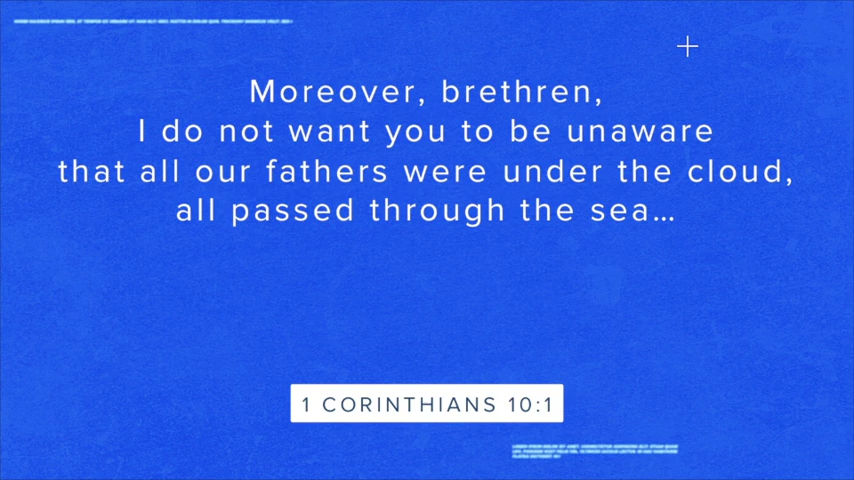 Moreover, brethren,
I do not want you to be unaware
that all our fathers were under the cloud,
all passed through the sea…
1 CORINTHIANS 10:1